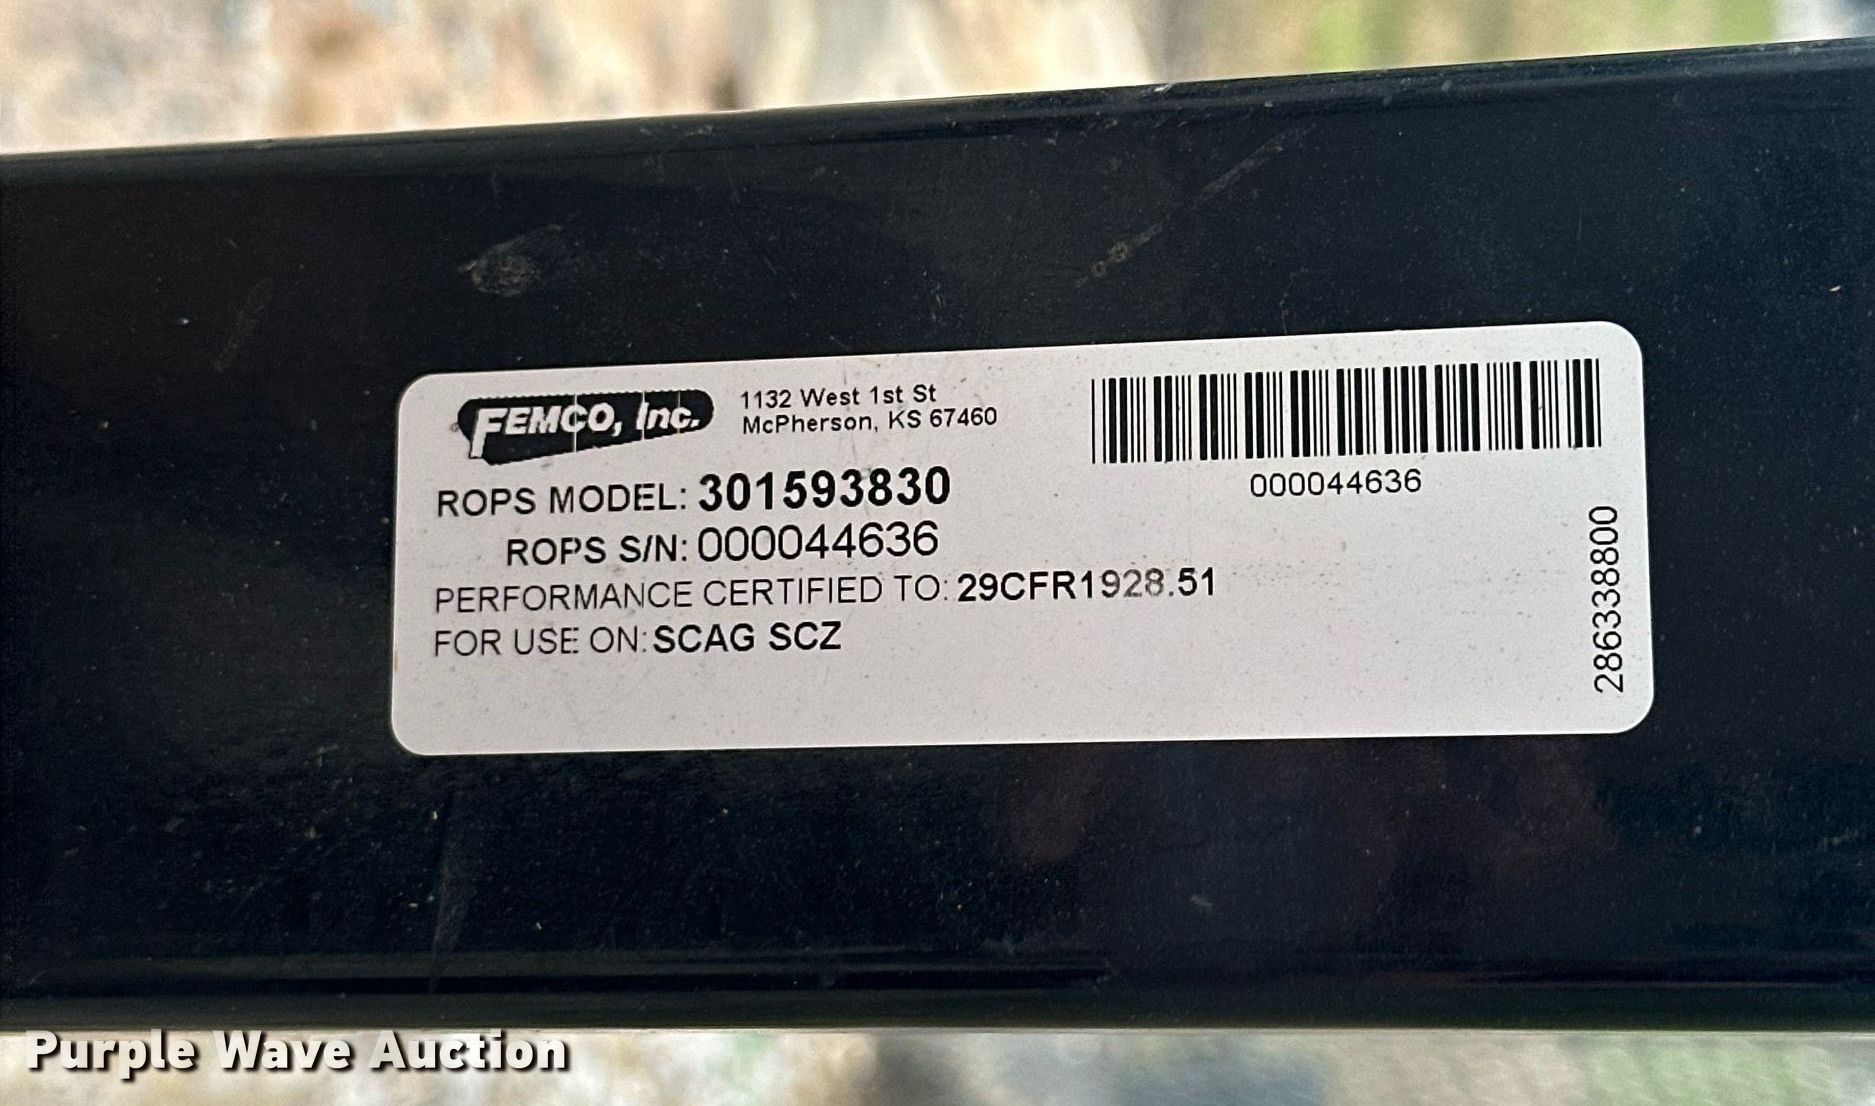 FEMCO, Inc.
1132 West 1st St
McPherson, KS 67460
000044636
ROPS MODEL: 301593830
ROPS S/N: 000044636
PERFORMANCE CERTIFIED TO: 29CFR1928.51
FOR USE ON: SCAG SCZ
286338800
Purple Wave Auction